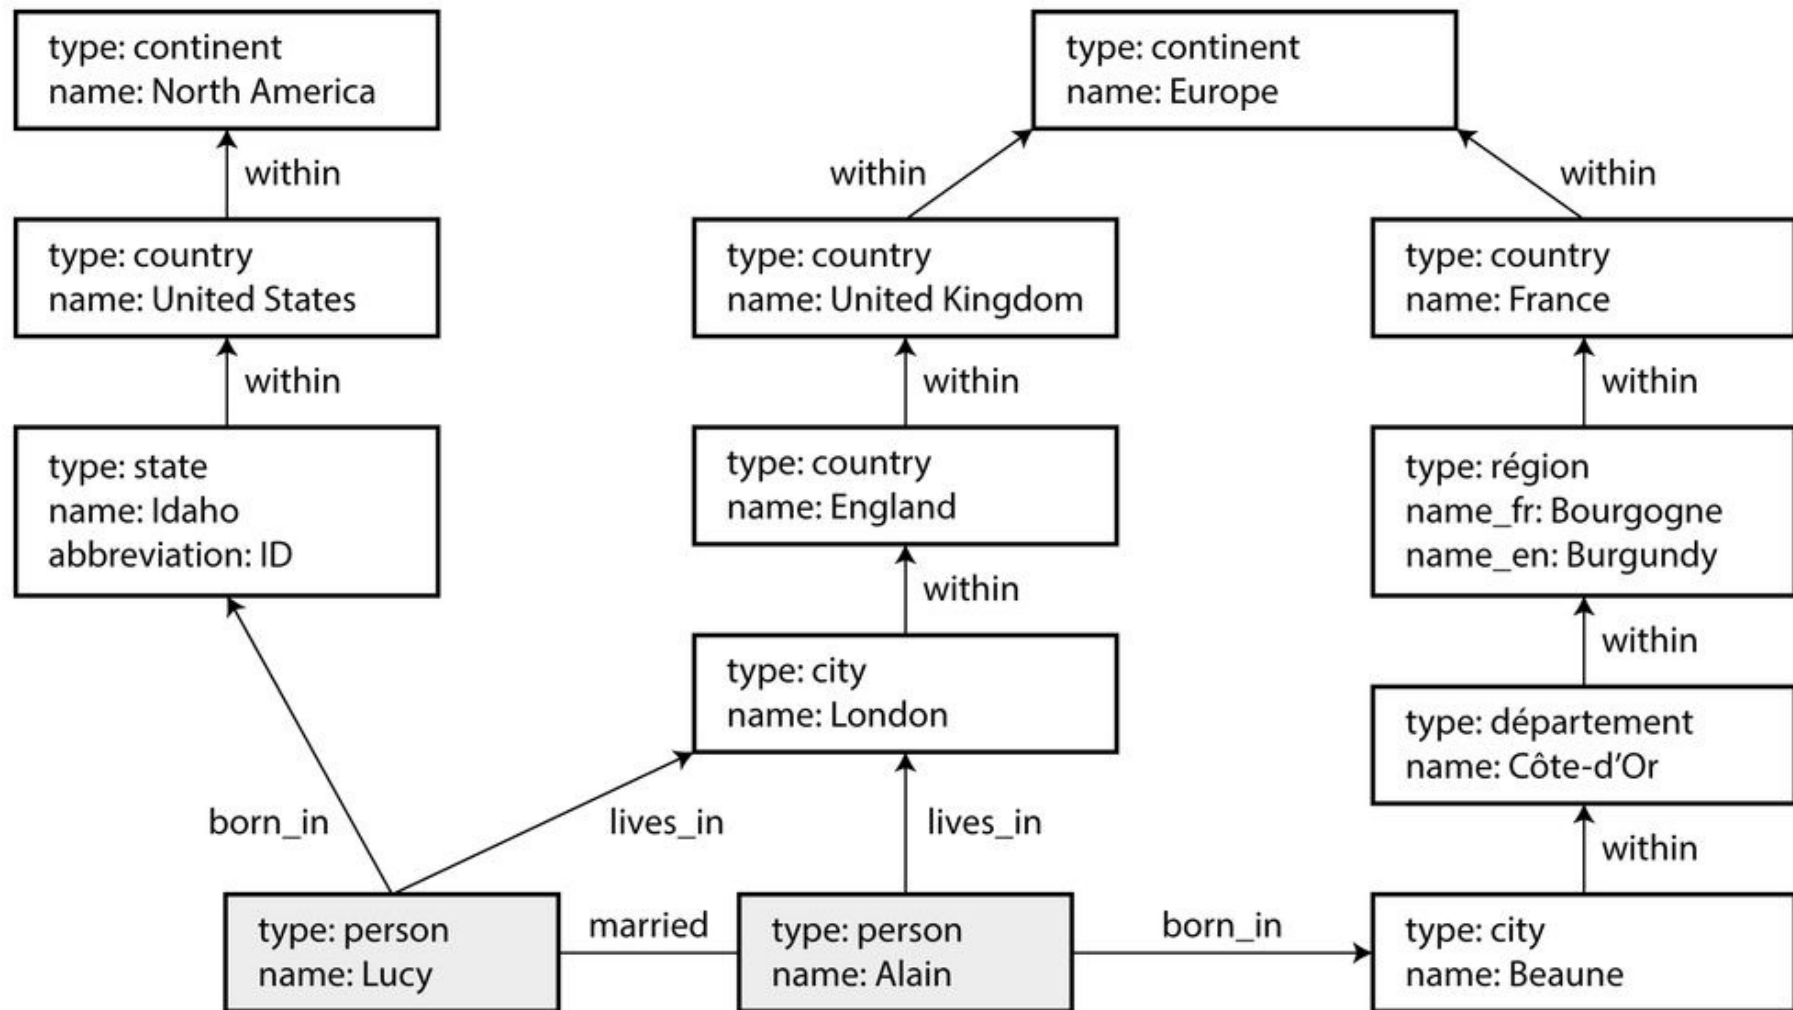 type: continent
name: North America
type: continent
name: Europe
within
within
within
type: country
name: United States
type: country
name: United Kingdom
type: country
name: France
within
within
within
type: state
name: Idaho
abbreviation: ID
type: country
name: England
type: région
name_fr: Bourgogne
name_en: Burgundy
within
within
type: city
name: London
type: département
name: Côte-d’Or
born_in
lives_in
lives_in
within
type: person
name: Lucy
married
type: person
name: Alain
born_in
type: city
name: Beaune